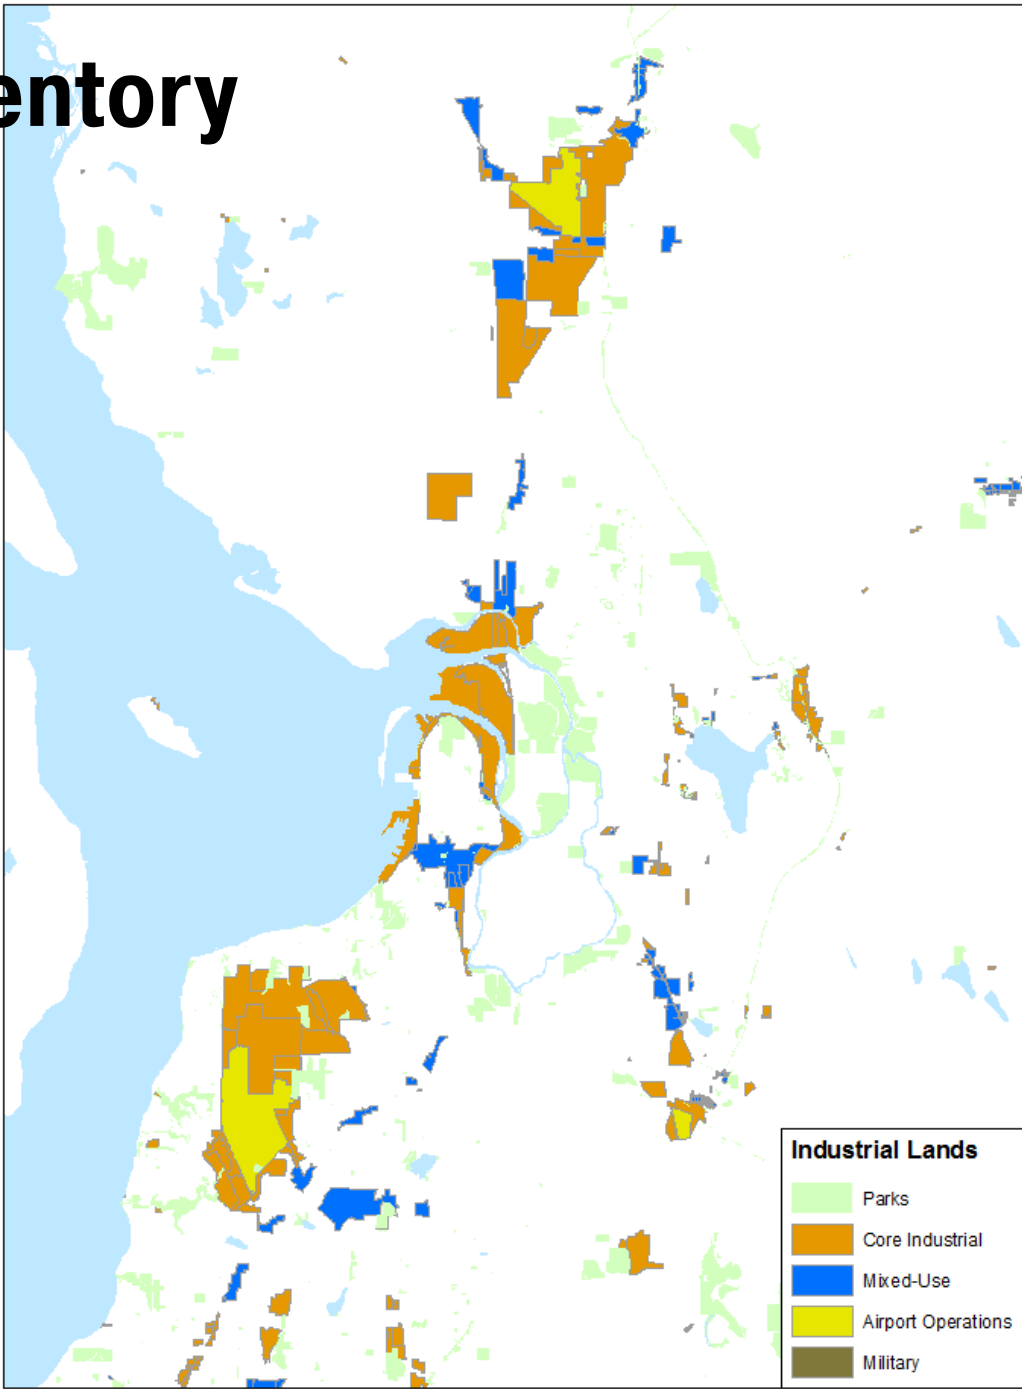 entory
Industrial Lands
Parks
Core Industrial
Mixed-Use
Airport Operations
Military